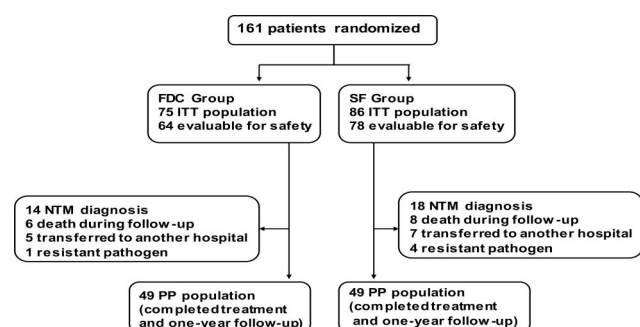 161 patients randomized
FDC Group
75 ITT population
64 evaluable for safety
SF Group
86 ITT population
78 evaluable for safety
14 NTM diagnosis
6 death during follow-up
5 transferred to another hospital
1 resistant pathogen
18 NTM diagnosis
8 death during follow-up
7 transferred to another hospital
4 resistant pathogen
49 PP population
(completed treatment
and one-year follow-up)
49 PP population
(completed treatment
and one-year follow-up)